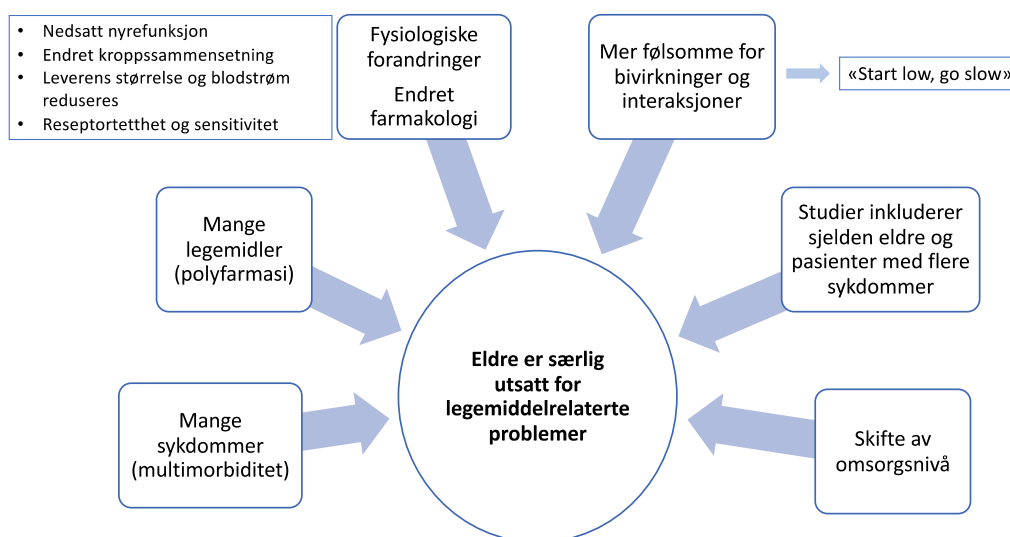 • Nedsatt nyrefunksjon
• Endret kroppssammensetning
• Leverens størrelse og blodstrøm
reduseres
• Reseptortetthet og sensitivitet
Fysiologiske
forandringer
Endret
farmakologi
Mer følsomme for
bivirkninger og
interaksjoner
«Start low, go slow»
Mange
legemidler
(polyfarmasi)
Studier inkluderer
sjelden eldre og
pasienter med flere
sykdommer
Eldre er særlig
utsatt for
legemiddelrelaterte
problemer
Mange
sykdommer
(multimorbiditet)
Skifte av
omsorgsnivå